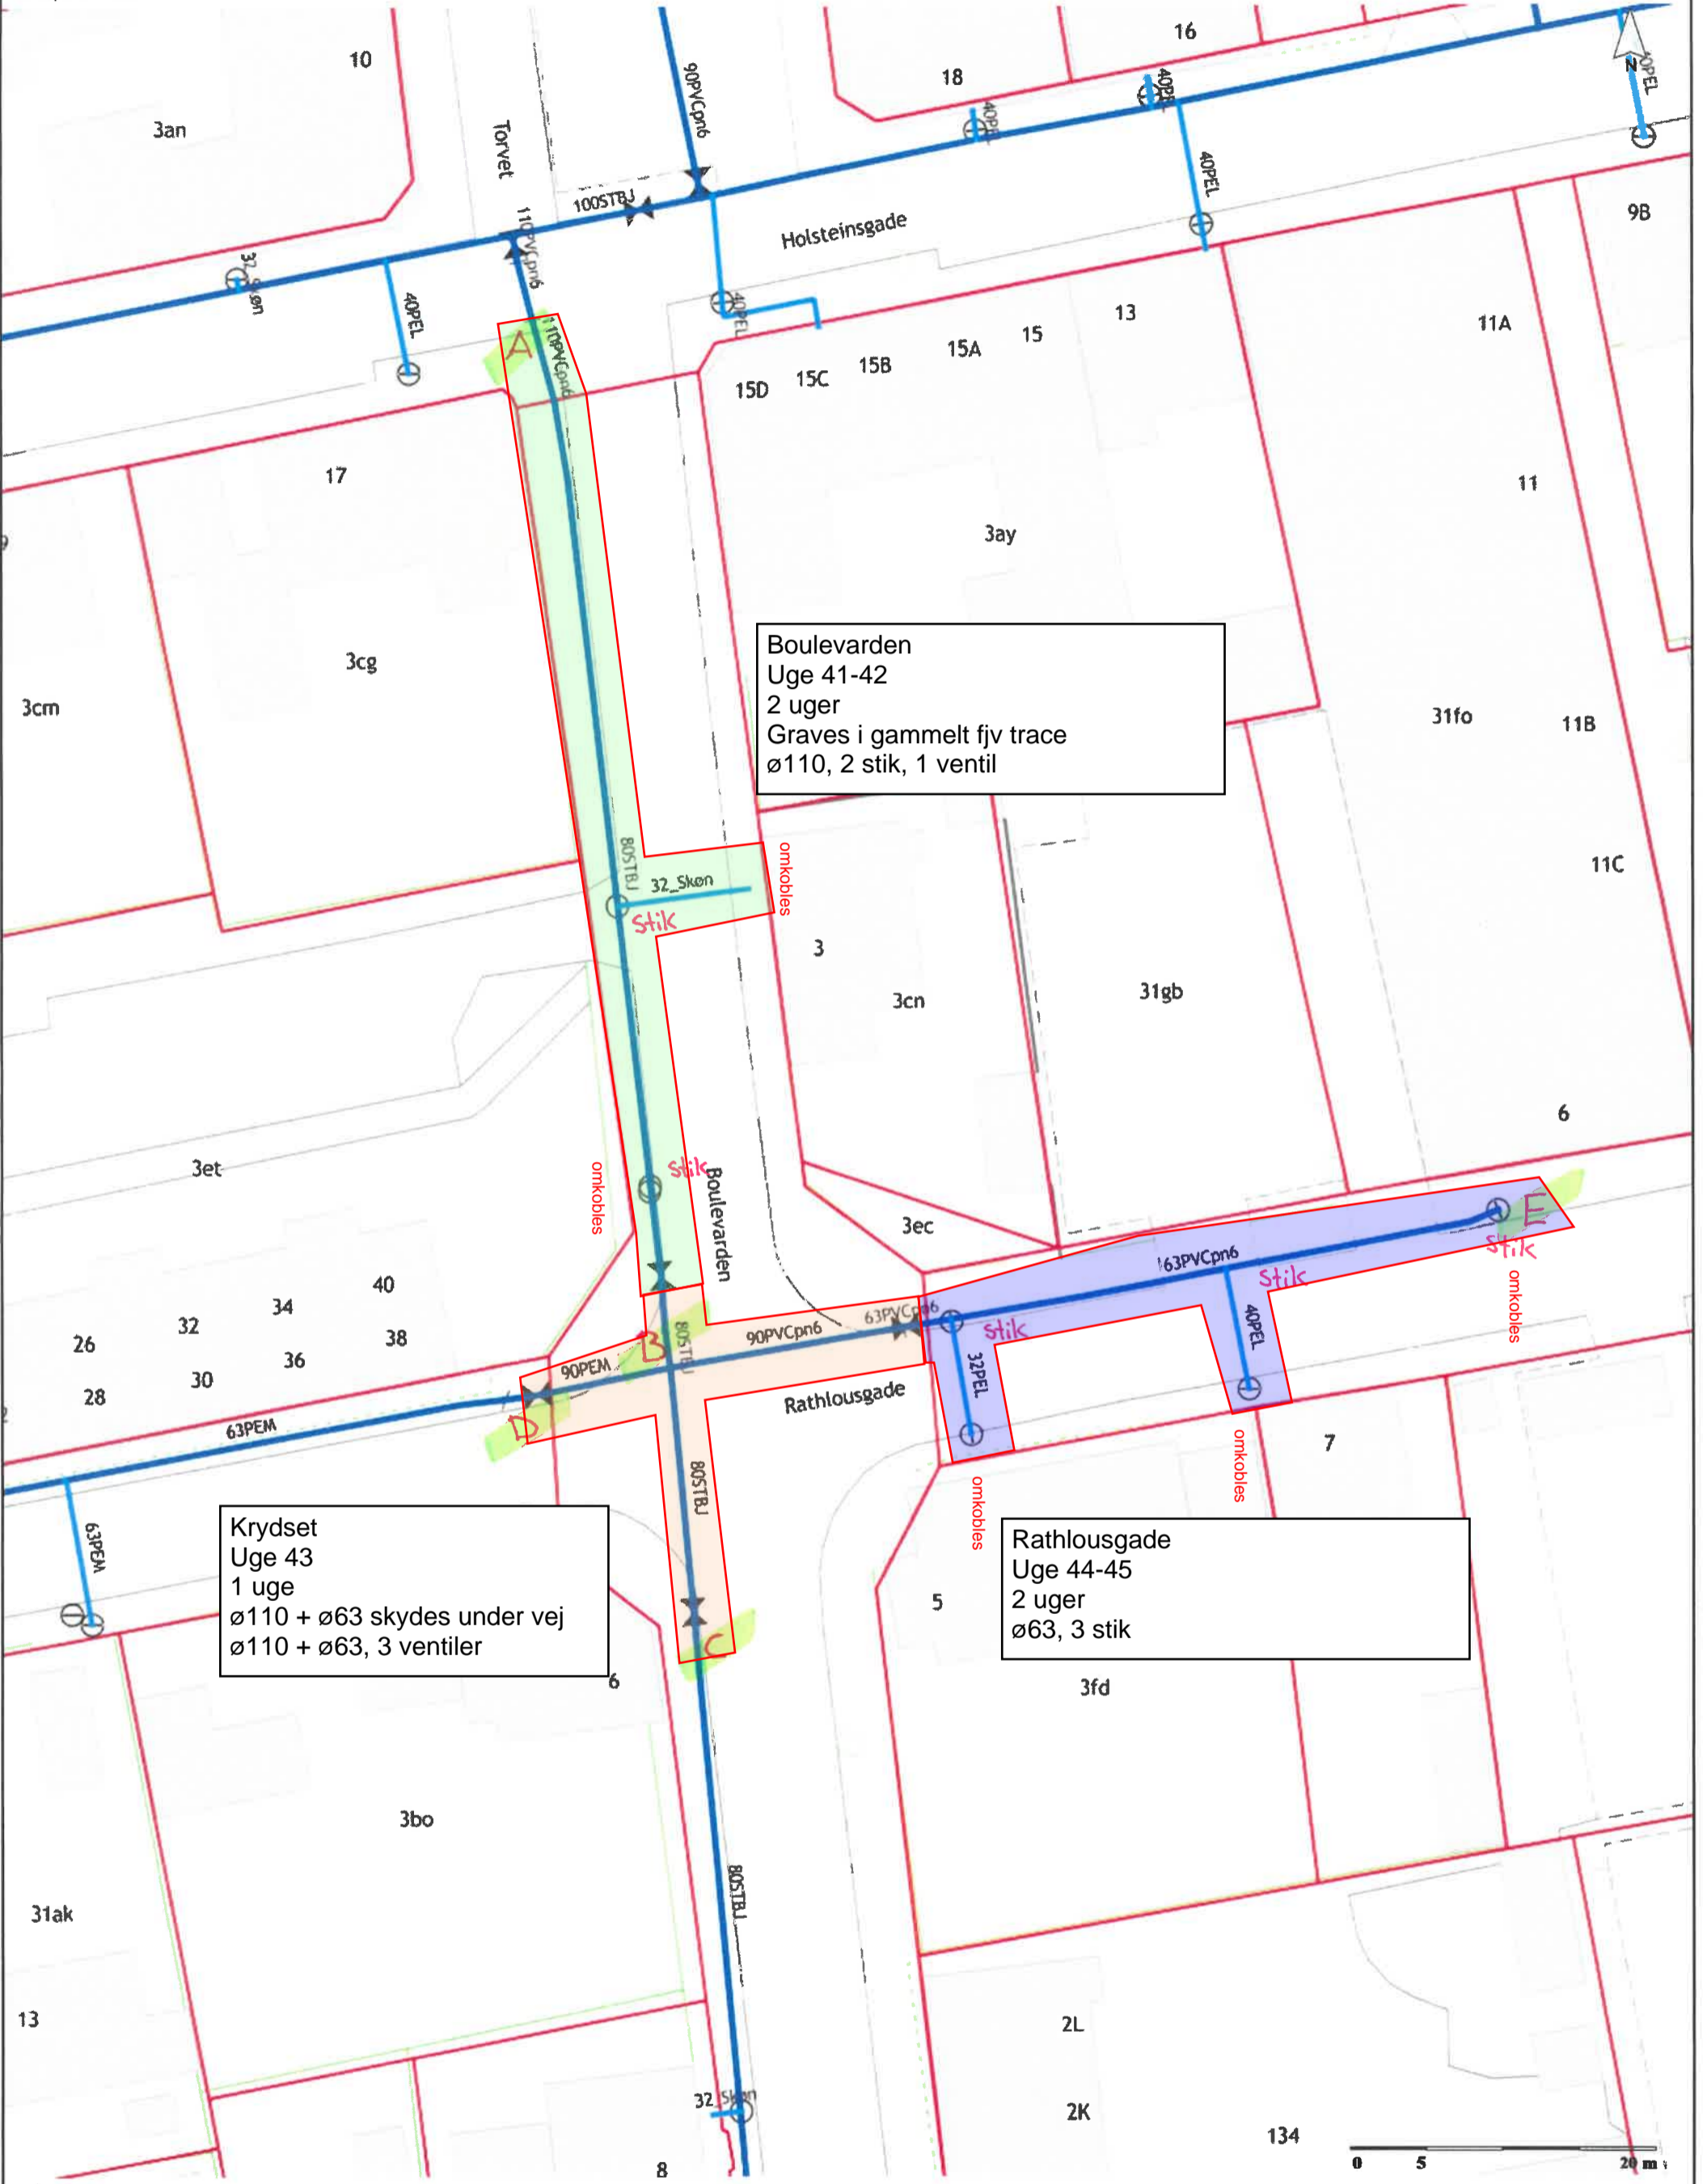 10
3an
Torvet
90PVCpn6
18
16
40PEL
40PEL
40PEL
N
40PEL
9B
100STBJ
110PVCpn6
Holsteinsgade
32_Skøn
40PEL
40PEL
A
110PVCpn6
15D
15C
15B
15A
15
13
11A
17
11
3ay
3cg
3cm
Boulevarden
Uge 41-42
2 uger
Graves i gammelt fjv trace
ø110, 2 stik, 1 ventil
31fo
11B
11C
80STBJ
32_Skøn
Stik
omkobles
3
3cn
31gb
6
3et
omkobles
Stik
Boulevarden
3ec
63PVCpn6
E
Stik
Stik
omkobles
40
34
32
26
38
36
30
28
B
80STBJ
90PVCpn6
63PVCpn6
Stik
90PEM
32PEL
40PEL
Rathlousgade
D
63PEM
omkobles
omkobles
7
80STBJ
63PEM
Krydset
Uge 43
1 uge
ø110 + ø63 skydes under vej
ø110 + ø63, 3 ventiler
Rathlousgade
Uge 44-45
2 uger
ø63, 3 stik
5
C
6
3fd
3bo
80STBJ
31ak
13
2L
32_Skøn
2K
134
8
0 5 20 m